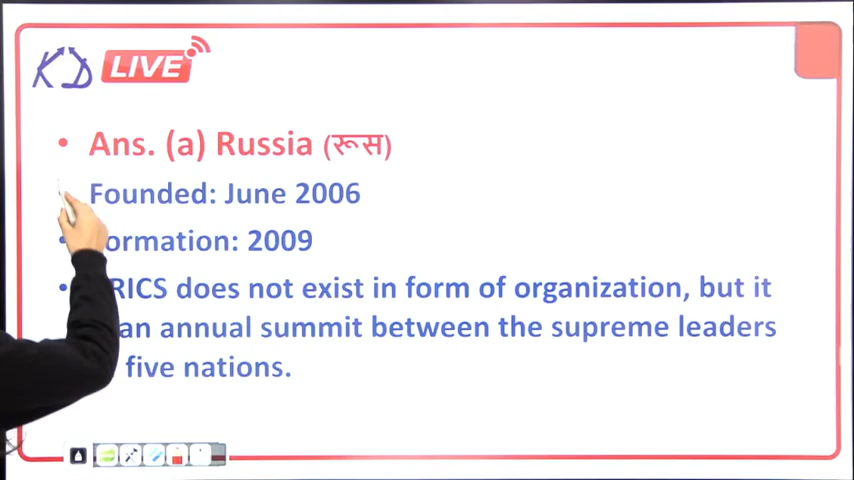 KD LIVE
• Ans. (a) Russia (रूस)
Founded: June 2006
ormation: 2009
• RICS does not exist in form of organization, but it
an annual summit between the supreme leaders
five nations.